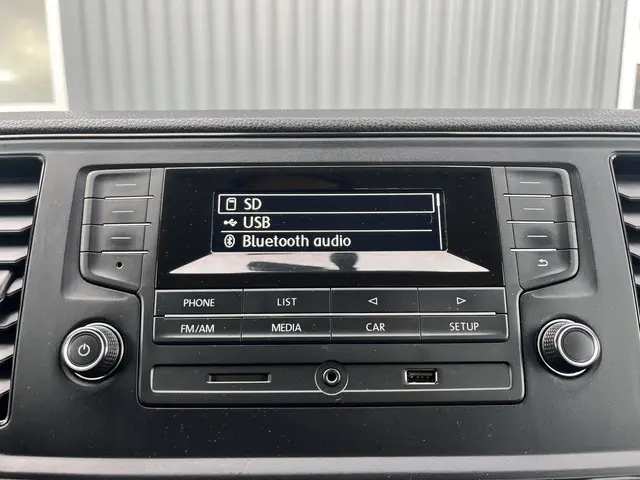 SD
USB
Bluetooth audio
PHONE LIST
FM/AM MEDIA CAR SETUP